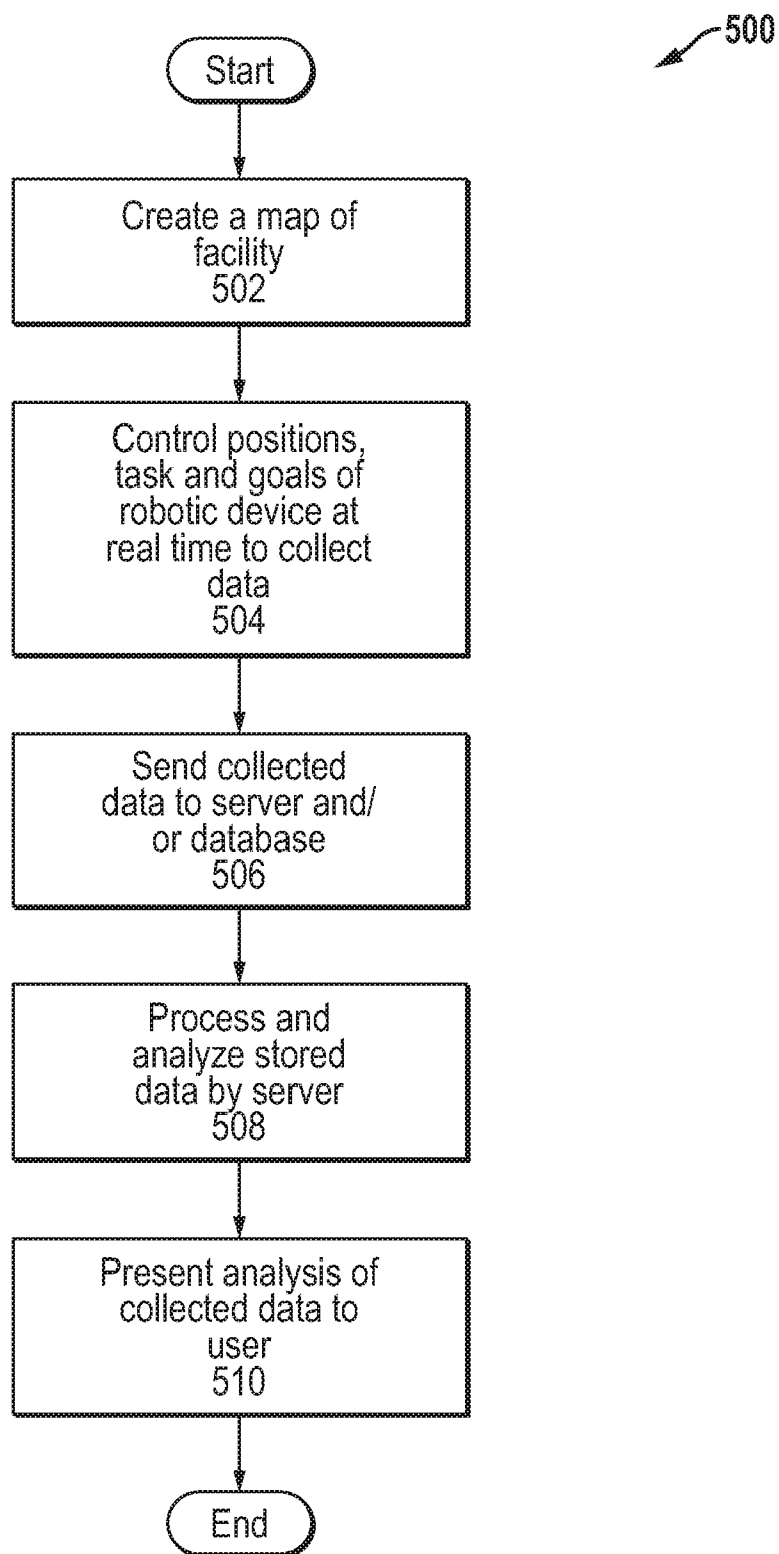 500
Start
Create a map of
facility
502
Control positions,
task and goals of
robotic device at
real time to collect
data
504
Send collected
data to server and/
or database
506
Process and
analyze stored
data by server
508
Present analysis of
collected data to
user
510
End